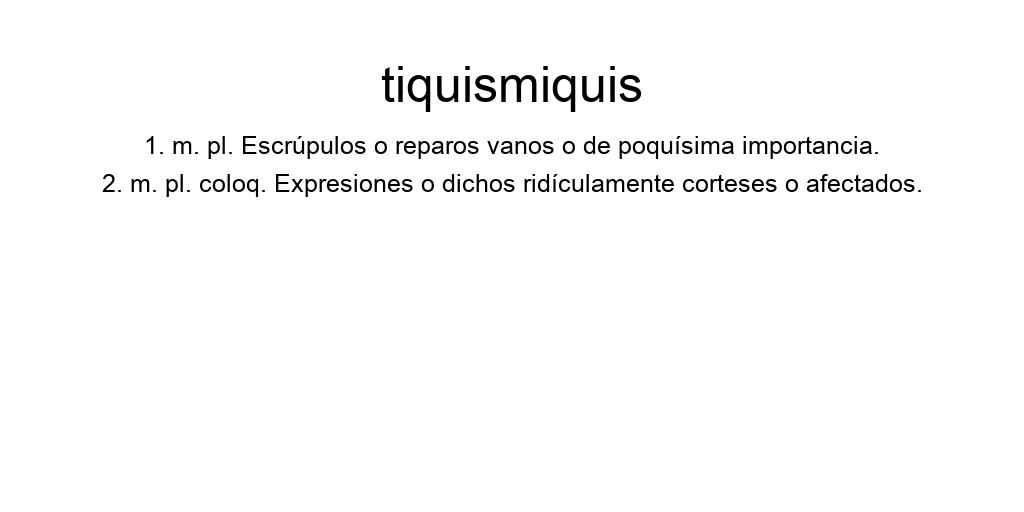 tiquismiquis
1. m. pl. Escrúpulos o reparos vanos o de poquísima importancia.
2. m. pl. coloq. Expresiones o dichos ridículamente corteses o afectados.